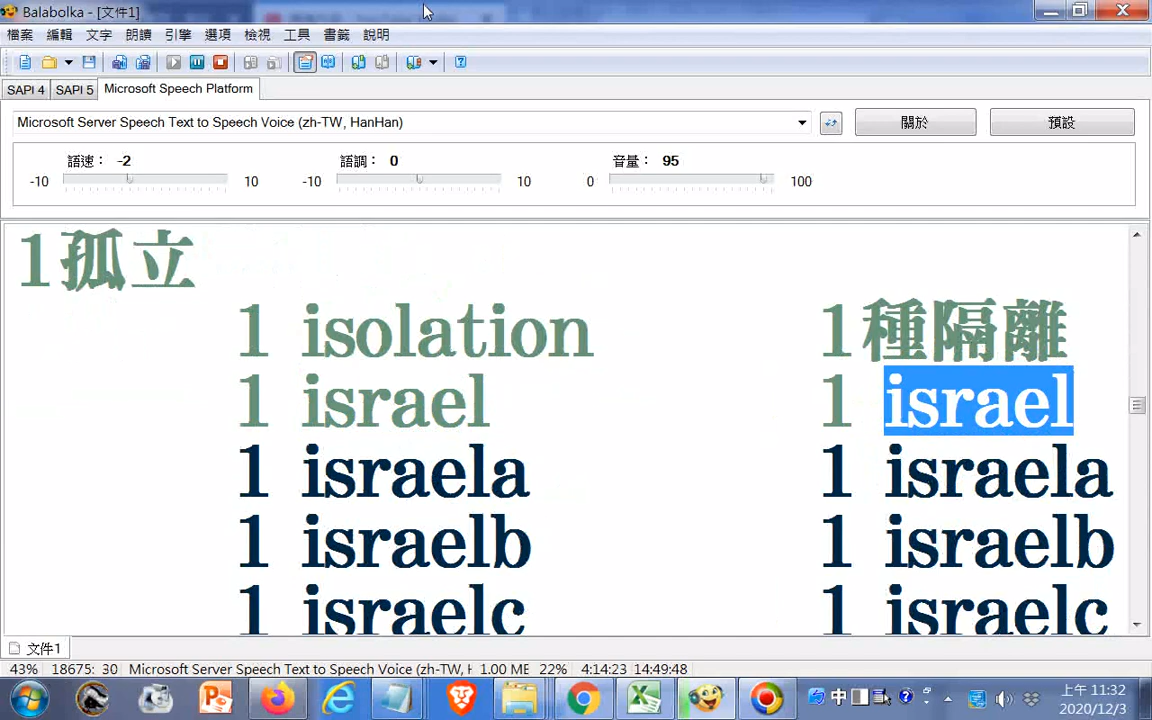 Balabolka - [文件1]
檔案 編輯 文字 朗讀 引擎 選項 檢視 工具 書籤 說明
SAPI 4 SAPI 5 Microsoft Speech Platform
Microsoft Server Speech Text to Speech Voice (zh-TW, HanHan) 關於 預設
語速： -2 語調： 0 音量： 95
-10 10 -10 10 0 100
1孤立
1 isolation 1種隔離
1 israel 1 israel
1 israela 1 israela
1 israelb 1 israelb
1 israelc 1 israelc
文件1
43% 18675: 30 Microsoft Server Speech Text to Speech Voice (zh-TW, 1.00 ME 22% 4:14:23 14:49:48
中 上午 11:32
2020/12/3